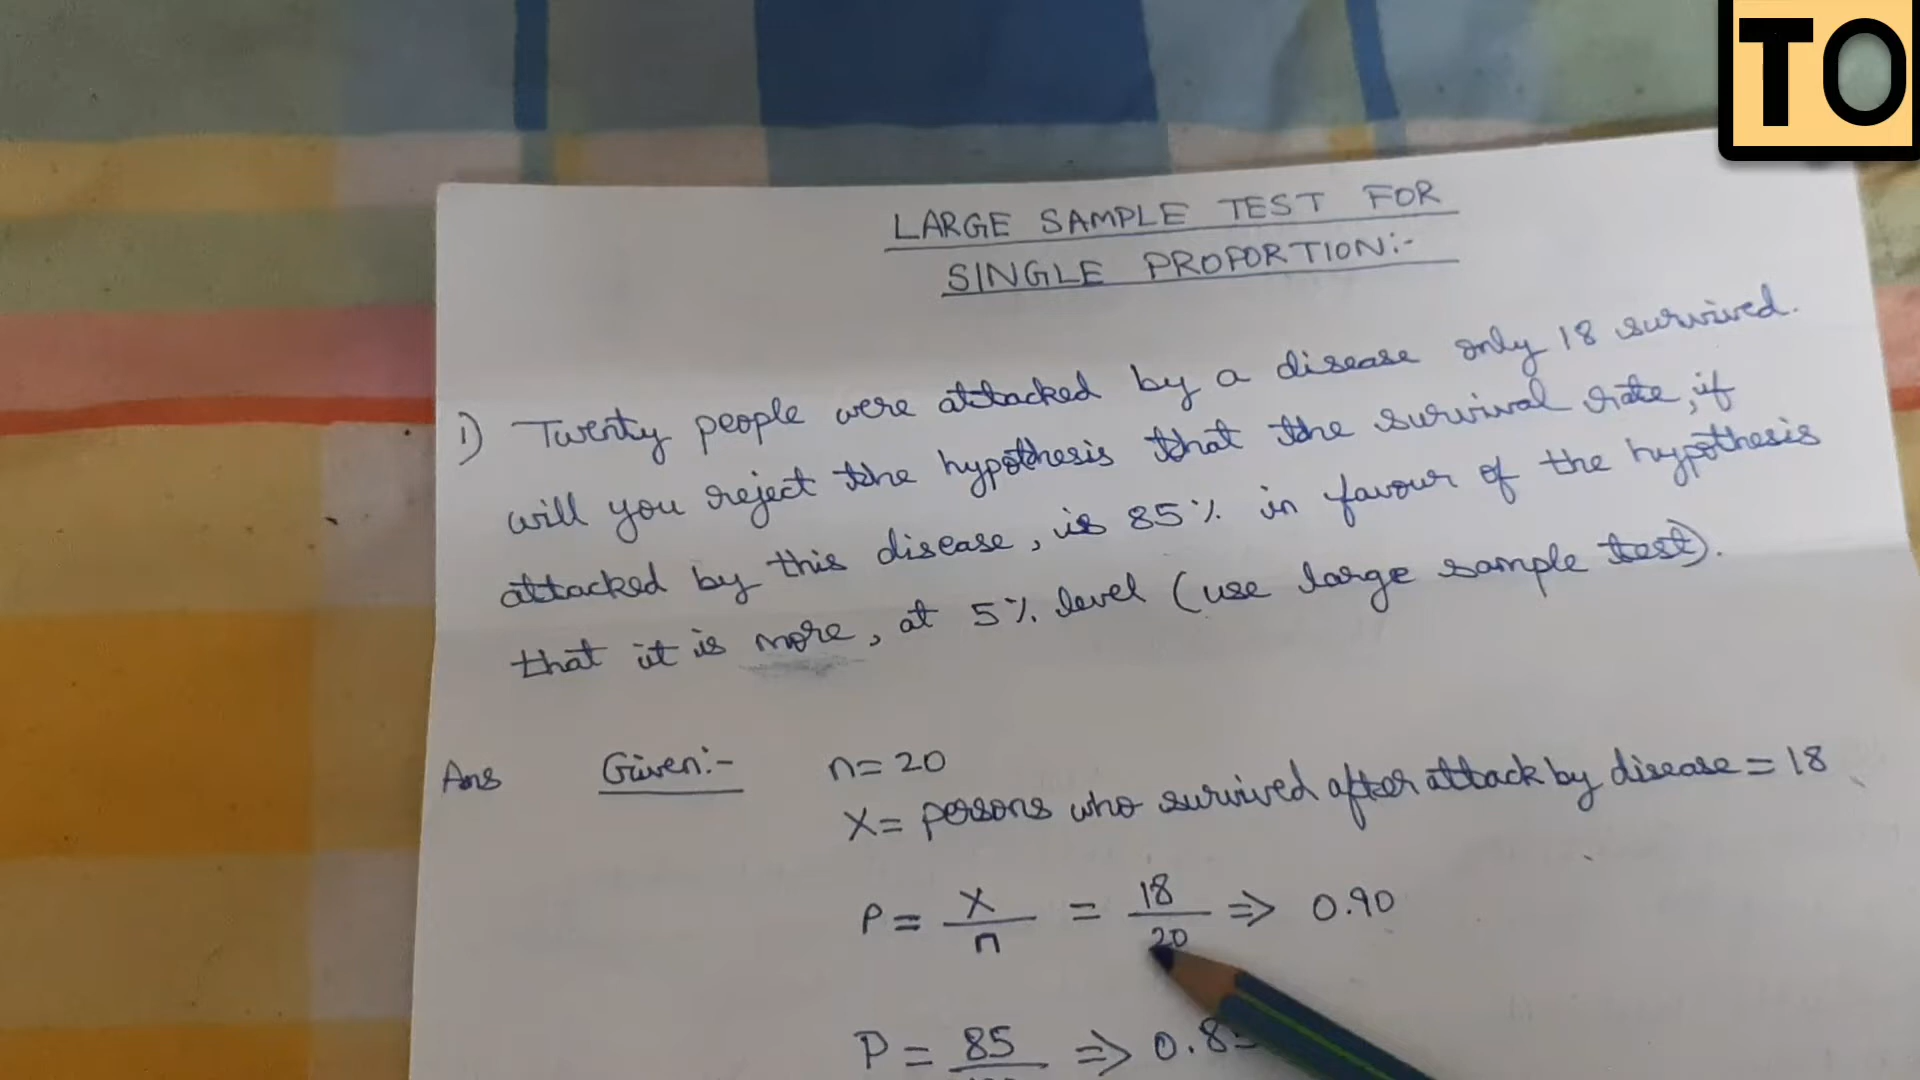 TO
LARGE SAMPLE TEST FOR
SINGLE PROPORTION:-
1) Twenty people were attacked by a disease only 18 survived.
will you reject the hypothesis that the survival rate, if
attacked by this disease, is 85% in favour of the hypothesis
that it is more, at 5% level (use large sample test).
Ans Given:- n=20
X= persons who survived after attack by disease = 18
P = X/n = 18/20 => 0.90
P = 85 => 0.85